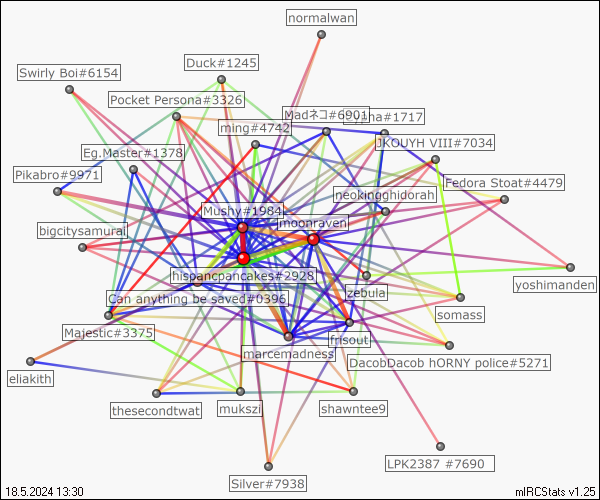 normalwan
Duck#1245
Swirly Boi#6154
Pocket Persona#3326
Madネコ#6901
#1717
ming#4742
JKOUYH VIII#7034
Eg.Master#1378
Pikabro#9971
Fedor Stoat#4479
neokingghidorah
Mushy#1984
moonraven
bigcitysamurai
hispancpancakes#2928
yoshimanden
zebula
Can anything be saved#0396
somass
Majestic#3375
frisout
marcemadness
DacobDacob hORNY police#5271
eliakith
thesecondtwat
mukszi
shawntee9
LPK2387 #7690
Silver#7938
18.5.2024 13:30
mIRCStats v1.25